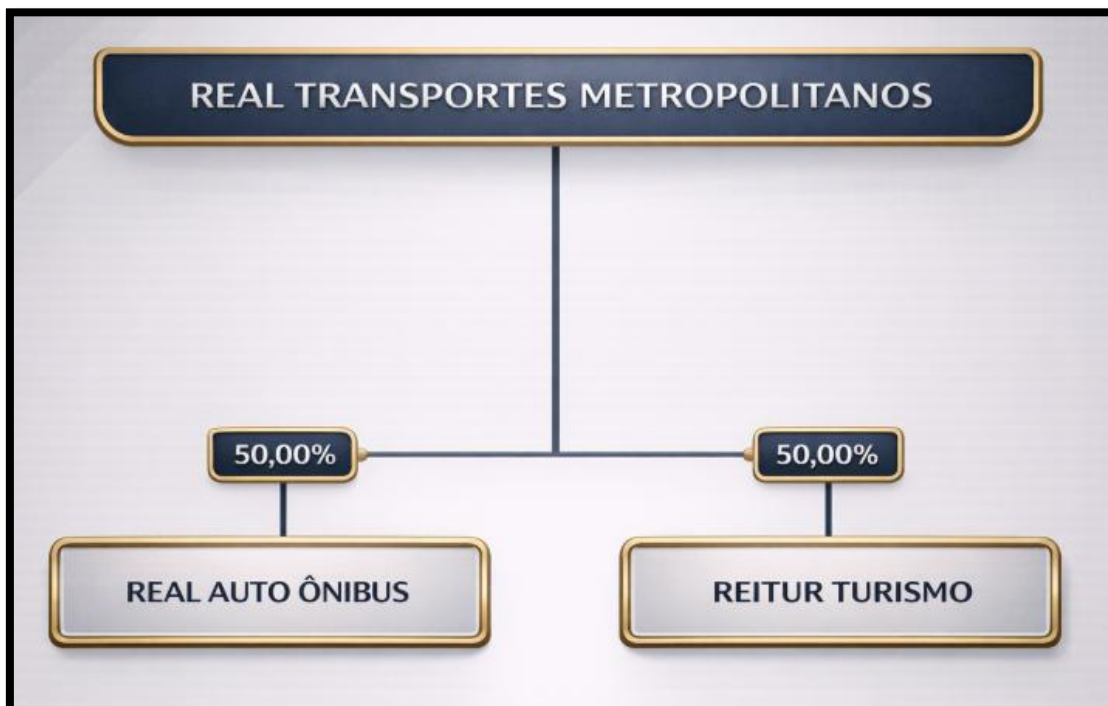 REAL TRANSPORTES METROPOLITANOS
50,00%
50,00%
REAL AUTO ÔNIBUS
REITUR TURISMO